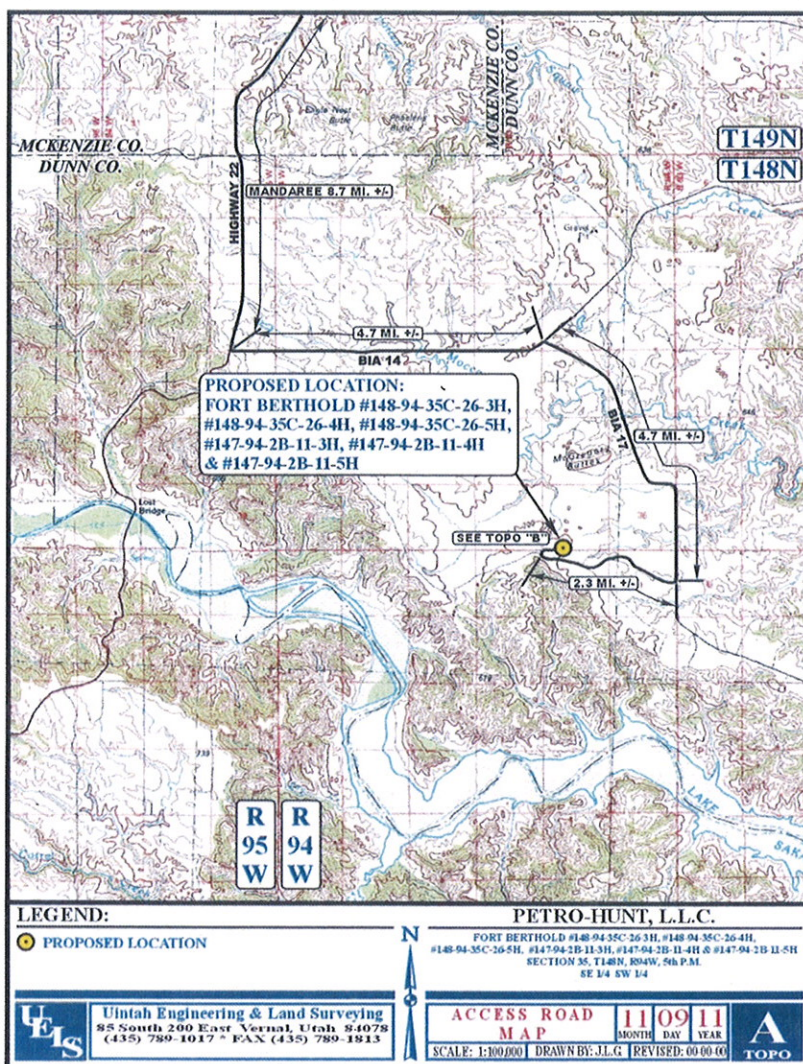 MCKENZIE CO.
DUNN CO.
MCKENZIE CO.
DUNN CO.
T149N
T148N
Squaw
Creek
Eagle Nest
Butte
HIGHWAY 22
MANDAREE 8.7 MI. +/-
4.7 MI. +/-
BIA 14
BIA 17
4.7 MI. +/-
Creek
Buttes
PROPOSED LOCATION:
FORT BERTHOLD #148-94-35C-26-3H,
#148-94-35C-26-4H, #148-94-35C-26-5H,
#147-94-2B-11-3H, #147-94-2B-11-4H
& #147-94-2B-11-5H
Lost
Bridge
SEE TOPO "B"
2.3 MI. +/-
LAKE
R
95
W
R
94
W
LEGEND:
PROPOSED LOCATION
N
PETRO-HUNT, L.L.C.
FORT BERTHOLD #148-94-35C-26-3H, #148-94-35C-26-4H,
#148-94-35C-26-5H, #147-94-2B-11-3H, #147-94-2B-11-4H & #147-94-2B-11-5H
SECTION 35, T148N, R94W, 5th P.M.
SE 1/4 SW 1/4
UELS
Uintah Engineering & Land Surveying
85 South 200 East Vernal, Utah 84078
(435) 789-1017 * FAX (435) 789-1813
ACCESS ROAD
MAP
11 09 11
MONTH DAY YEAR
SCALE: 1:100,000 DRAWN BY: J.L.G REVISED: 00-00-00
A
TOPO